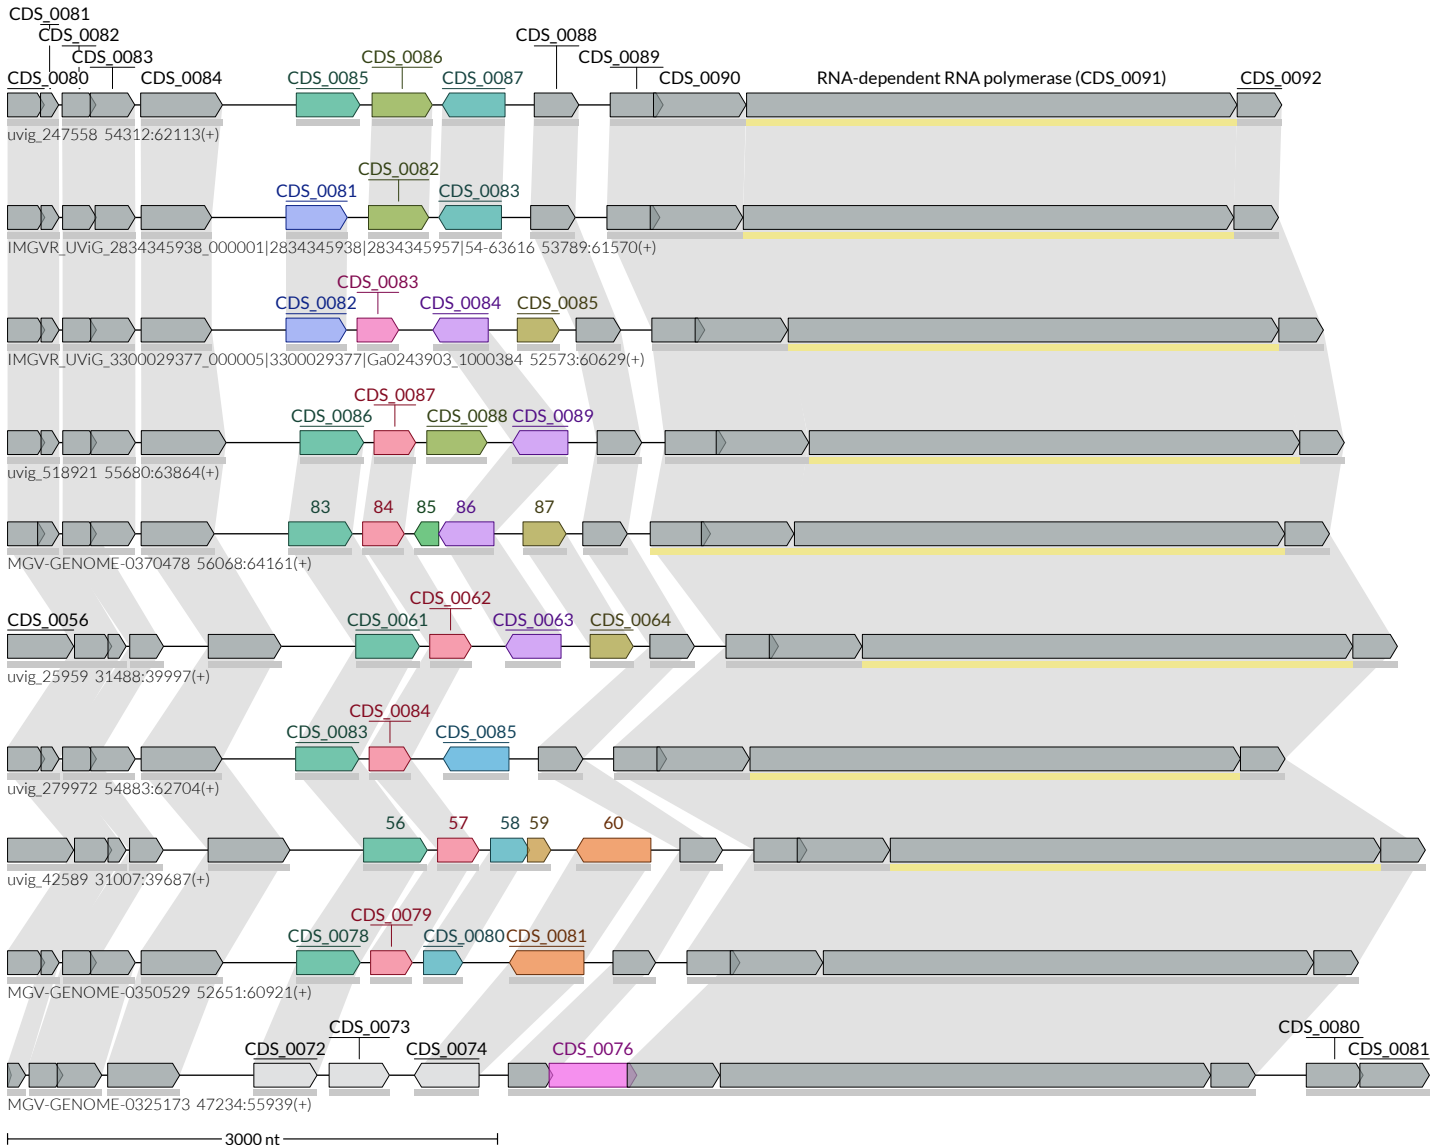 CDS_0081
CDS_0082 CDS_0088
CDS_0083 CDS_0086 CDS_0089
CDS_0080 CDS_0084 CDS_0085 CDS_0087 CDS_0090 RNA-dependent RNA polymerase (CDS_0091) CDS_0092
uvig_247558 54312:62113(+)
CDS_0082
CDS_0081 CDS_0083
IMGVR_UViG_2834345938_000001|2834345938|2834345957|54-63616 53789:61570(+)
CDS_0083
CDS_0082 CDS_0084 CDS_0085
IMGVR_UViG_3300029377_000005|3300029377|Ga0243903_1000384 52573:60629(+)
CDS_0087
CDS_0086 CDS_0088 CDS_0089
uvig_518921 55680:63864(+)
83 84 85 86 87
MGV-GENOME-0370478 56068:64161(+)
CDS_0062
CDS_0056 CDS_0061 CDS_0063 CDS_0064
uvig_25959 31488:39997(+)
CDS_0084
CDS_0083 CDS_0085
uvig_279972 54883:62704(+)
56 57 58 59 60
uvig_42589 31007:39687(+)
CDS_0079
CDS_0078 CDS_0080 CDS_0081
MGV-GENOME-0350529 52651:60921(+)
CDS_0073 CDS_0080
CDS_0072 CDS_0074 CDS_0076 CDS_0081
MGV-GENOME-0325173 47234:55939(+)
3000 nt